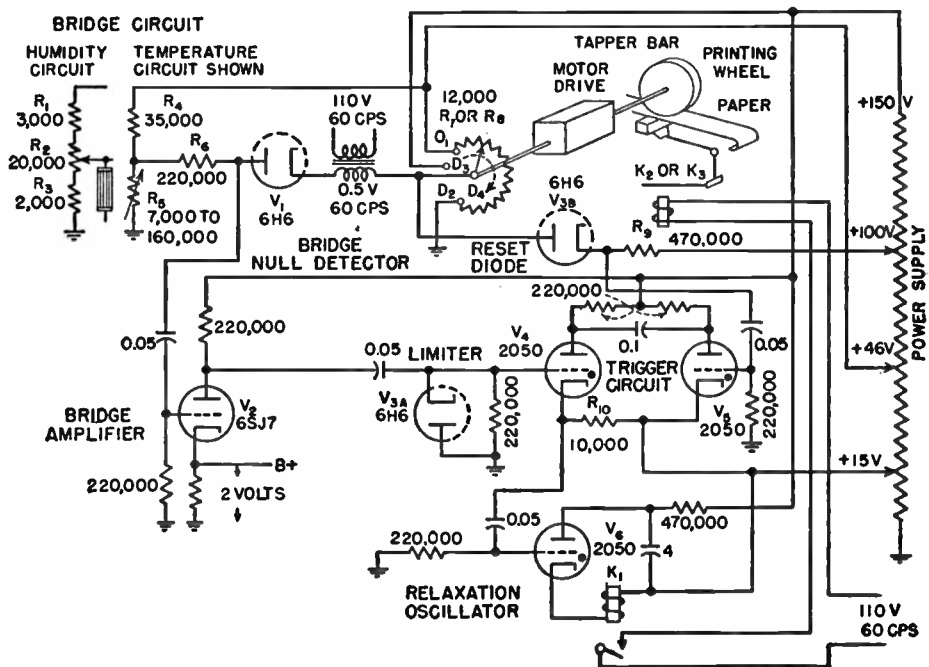 BRIDGE CIRCUIT
HUMIDITY CIRCUIT
TEMPERATURE CIRCUIT SHOWN
R1 3,000
R2 20,000
R3 2,000
R4 35,000
R5 7,000 TO 160,000
R6 220,000
V1 6H6
110 V 60 CPS
0.5 V 60 CPS
BRIDGE NULL DETECTOR
12,000 R7 OR R8
D1
D3
D2
D4
MOTOR DRIVE
TAPPER BAR
PRINTING WHEEL
PAPER
K2 OR K3
6H6 V3B
RESET DIODE
R9 470,000
+150 V
+100V
+46V
+15V
POWER SUPPLY
0.05
220,000
BRIDGE AMPLIFIER
V2 6SJ7
220,000
B+
2 VOLTS
0.05
LIMITER
V3A 6H6
220,000
V4 2050
220,000
0.1
TRIGGER CIRCUIT
R10 10,000
V5 2050
0.05
220,000
220,000
0.05
V6 2050
470,000
4
K1
RELAXATION OSCILLATOR
110 V 60 CPS